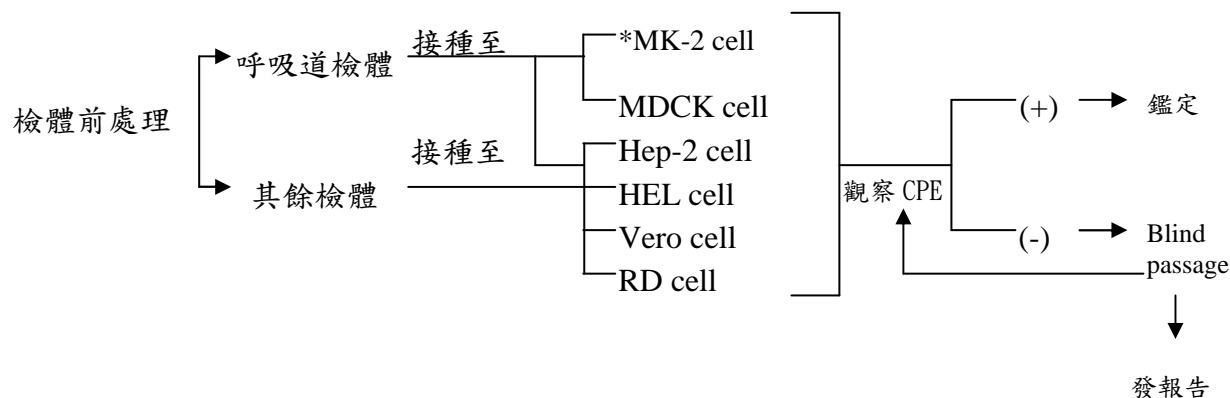 檢體前處理
呼吸道檢體
接種至
*MK-2 cell
MDCK cell
其餘檢體
接種至
Hep-2 cell
HEL cell
Vero cell
RD cell
觀察 CPE
(+)
鑑定
(-)
Blind
passage
發報告